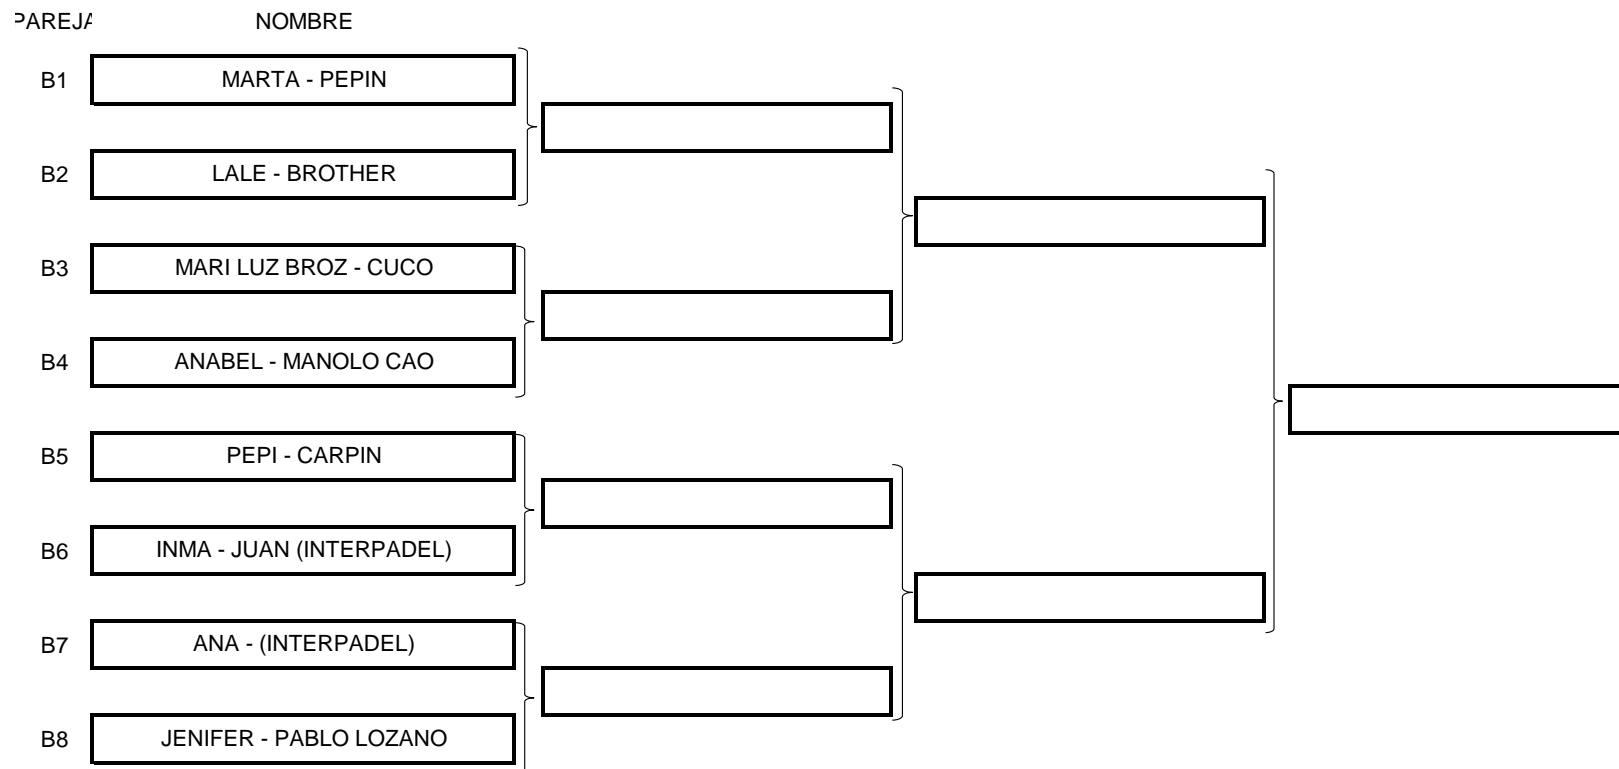 PAREJA NOMBRE
B1 MARTA - PEPIN
B2 LALE - BROTHER
B3 MARI LUZ BROZ - CUCO
B4 ANABEL - MANOLO CAO
B5 PEPI - CARPIN
B6 INMA - JUAN (INTERPADEL)
B7 ANA - (INTERPADEL)
B8 JENIFER - PABLO LOZANO